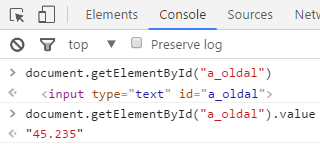 Elements Console Sources
top Preserve log
> document.getElementById("a_oldal")
<input type="text" id="a_oldal">
> document.getElementById("a_oldal").value
"45.235"